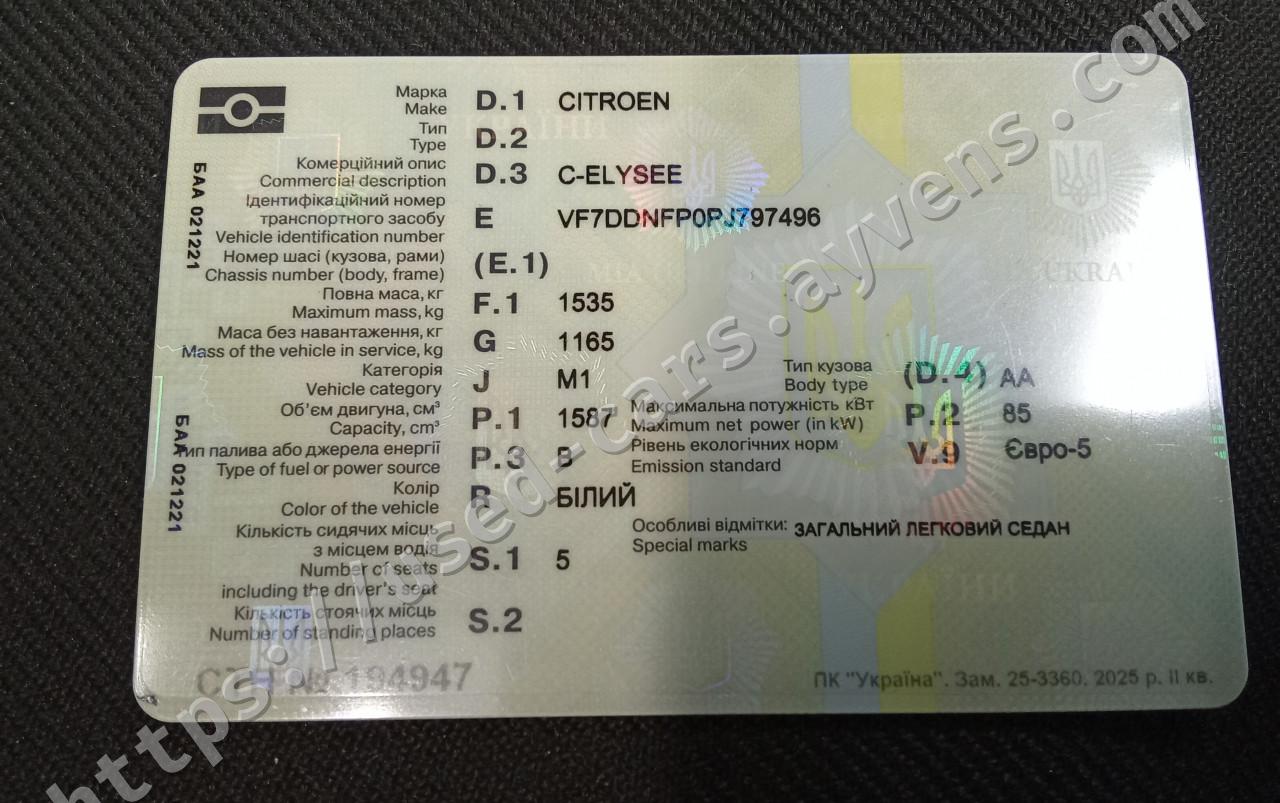 Марка
Make D.1 CITROEN
Тип
Type D.2
Комерційний опис
Commercial description D.3 C-ELYSEE
Ідентифікаційний номер
транспортного засобу
Vehicle identification number E VF7DDNFP0PJ797496
Номер шасі (кузова, рами)
Chassis number (body, frame) (E.1)
Повна маса, кг
Maximum mass, kg F.1 1535
Маса без навантаження, кг
Mass of the vehicle in service, kg G 1165
Категорія
Vehicle category J M1
Тип кузова
Body type (D.4) АА
Об’єм двигуна, см³
Capacity, cm³ P.1 1587
Максимальна потужність кВт
Maximum net power (in kW) P.2 85
Тип палива або джерела енергії
Type of fuel or power source P.3 B
Рівень екологічних норм
Emission standard V.9 Євро-5
Колір
Color of the vehicle R БІЛИЙ
Кількість сидячих місць
з місцем водія
Number of seats
including the driver's seat S.1 5
Особливі відмітки: ЗАГАЛЬНИЙ ЛЕГКОВИЙ СЕДАН
Special marks
Кількість стоячих місць
Number of standing places S.2
№ 194947
ПК "Україна". Зам. 25-3360. 2025 р. II кв.
БАА 021221
БАА 021221
UKRA
https://used-cars.ayvens.com